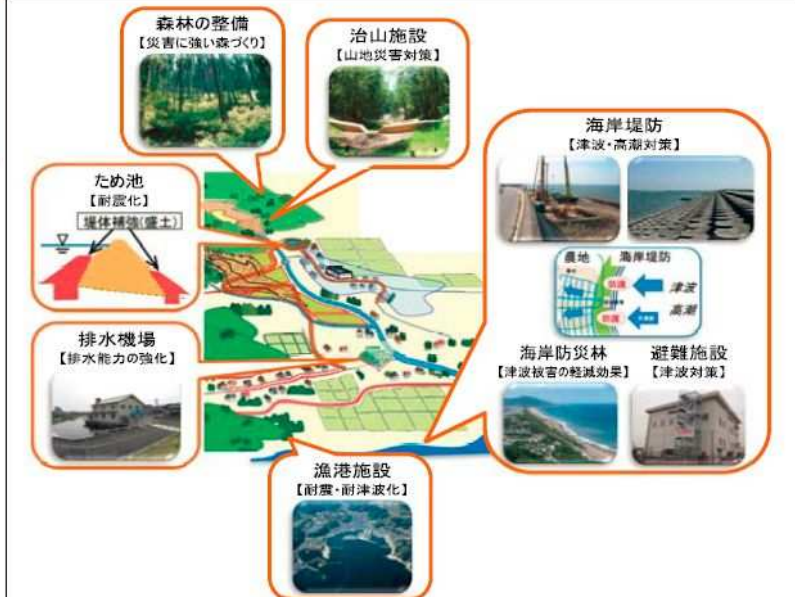 森林の整備
【災害に強い森づくり】
治山施設
【山地災害対策】
海岸堤防
【津波・高潮対策】
ため池
【耐震化】
堤体補強(盛土)
農地
海岸堤防
防護
津波
高潮
防護
排水機場
【排水能力の強化】
海岸防災林
【津波被害の軽減効果】
避難施設
【津波対策】
漁港施設
【耐震・耐津波化】